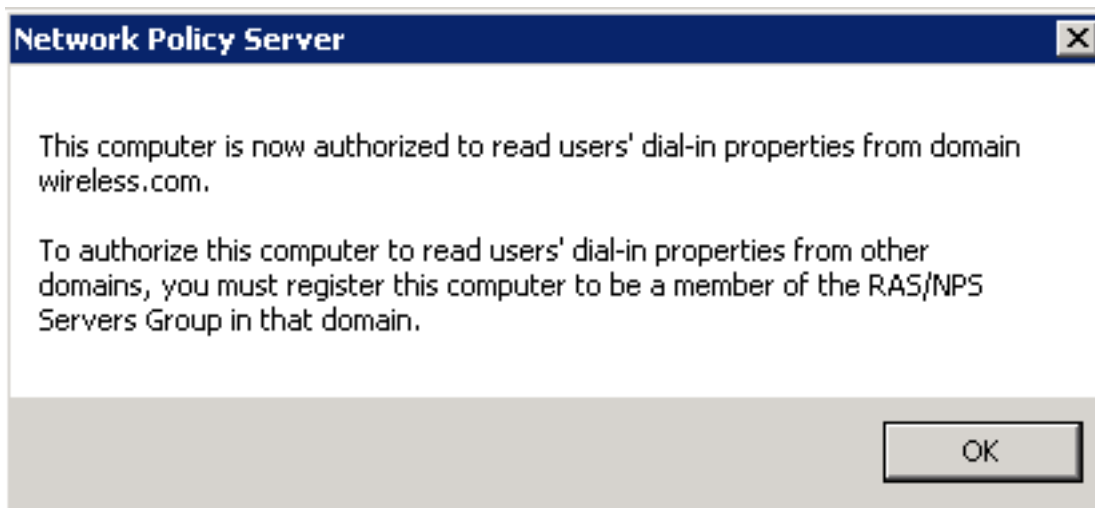 Network Policy Server
This computer is now authorized to read users' dial-in properties from domain
wireless.com.
To authorize this computer to read users' dial-in properties from other
domains, you must register this computer to be a member of the RAS/NPS
Servers Group in that domain.
OK